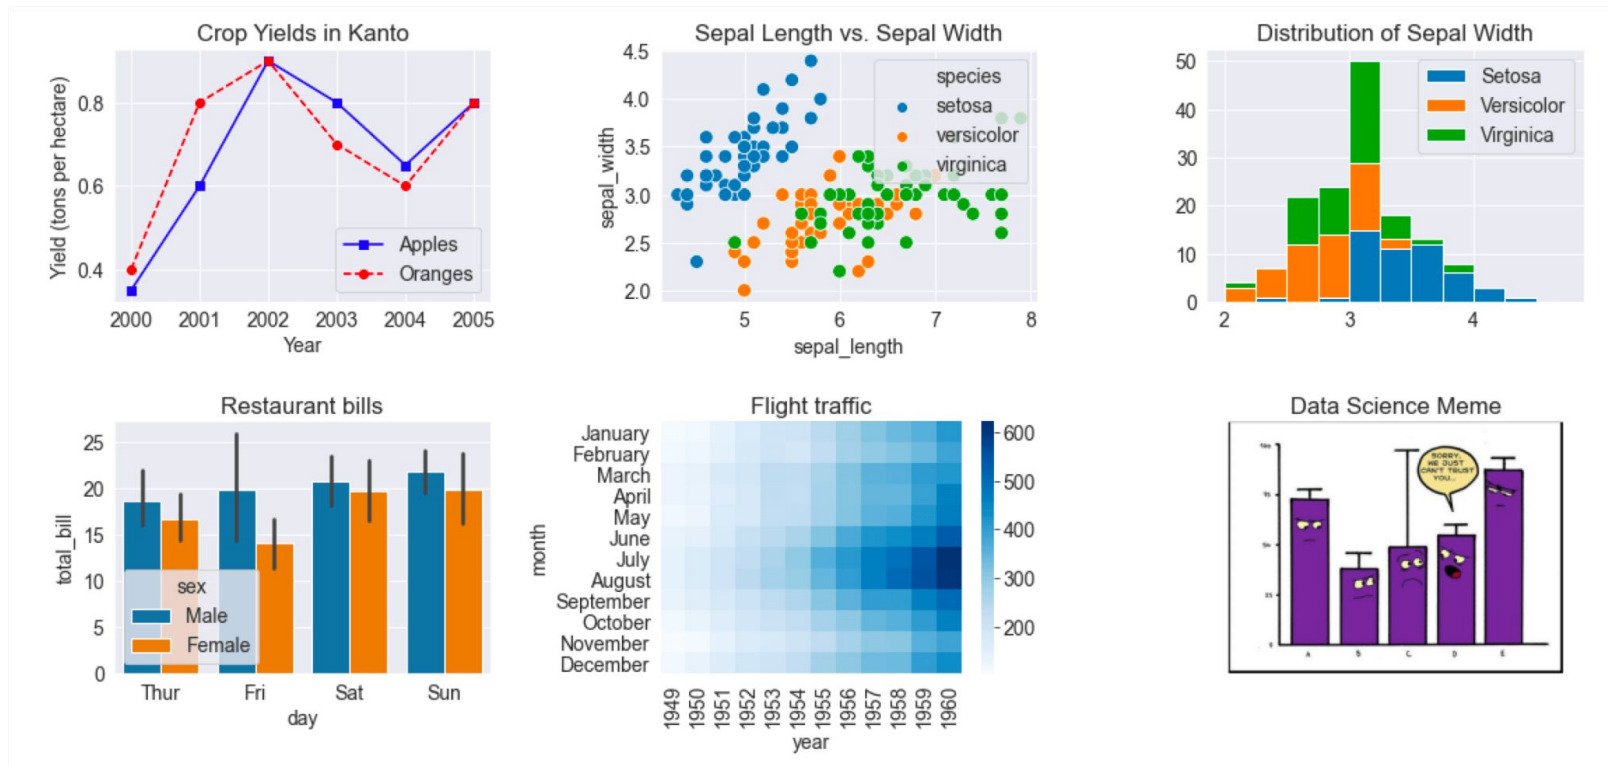 Crop Yields in Kanto
Yield (tons per hectare)
0.8
0.6
0.4
Apples
Oranges
2000 2001 2002 2003 2004 2005
Year
Sepal Length vs. Sepal Width
sepal_width
4.5
4.0
3.5
3.0
2.5
2.0
species
setosa
versicolor
virginica
5 6 7 8
sepal_length
Distribution of Sepal Width
50
40
30
20
10
0
Setosa
Versicolor
Virginica
2 3 4
Restaurant bills
total_bill
25
20
15
10
5
0
sex
Male
Female
Thur Fri Sat Sun
day
Flight traffic
month
January
February
March
April
May
June
July
August
September
October
November
December
1949 1950 1951 1952 1953 1954 1955 1956 1957 1958 1959 1960
year
600
500
400
300
200
Data Science Meme
SORRY,
WE JUST
CAN'T TRUST
YOU...
A B C D E